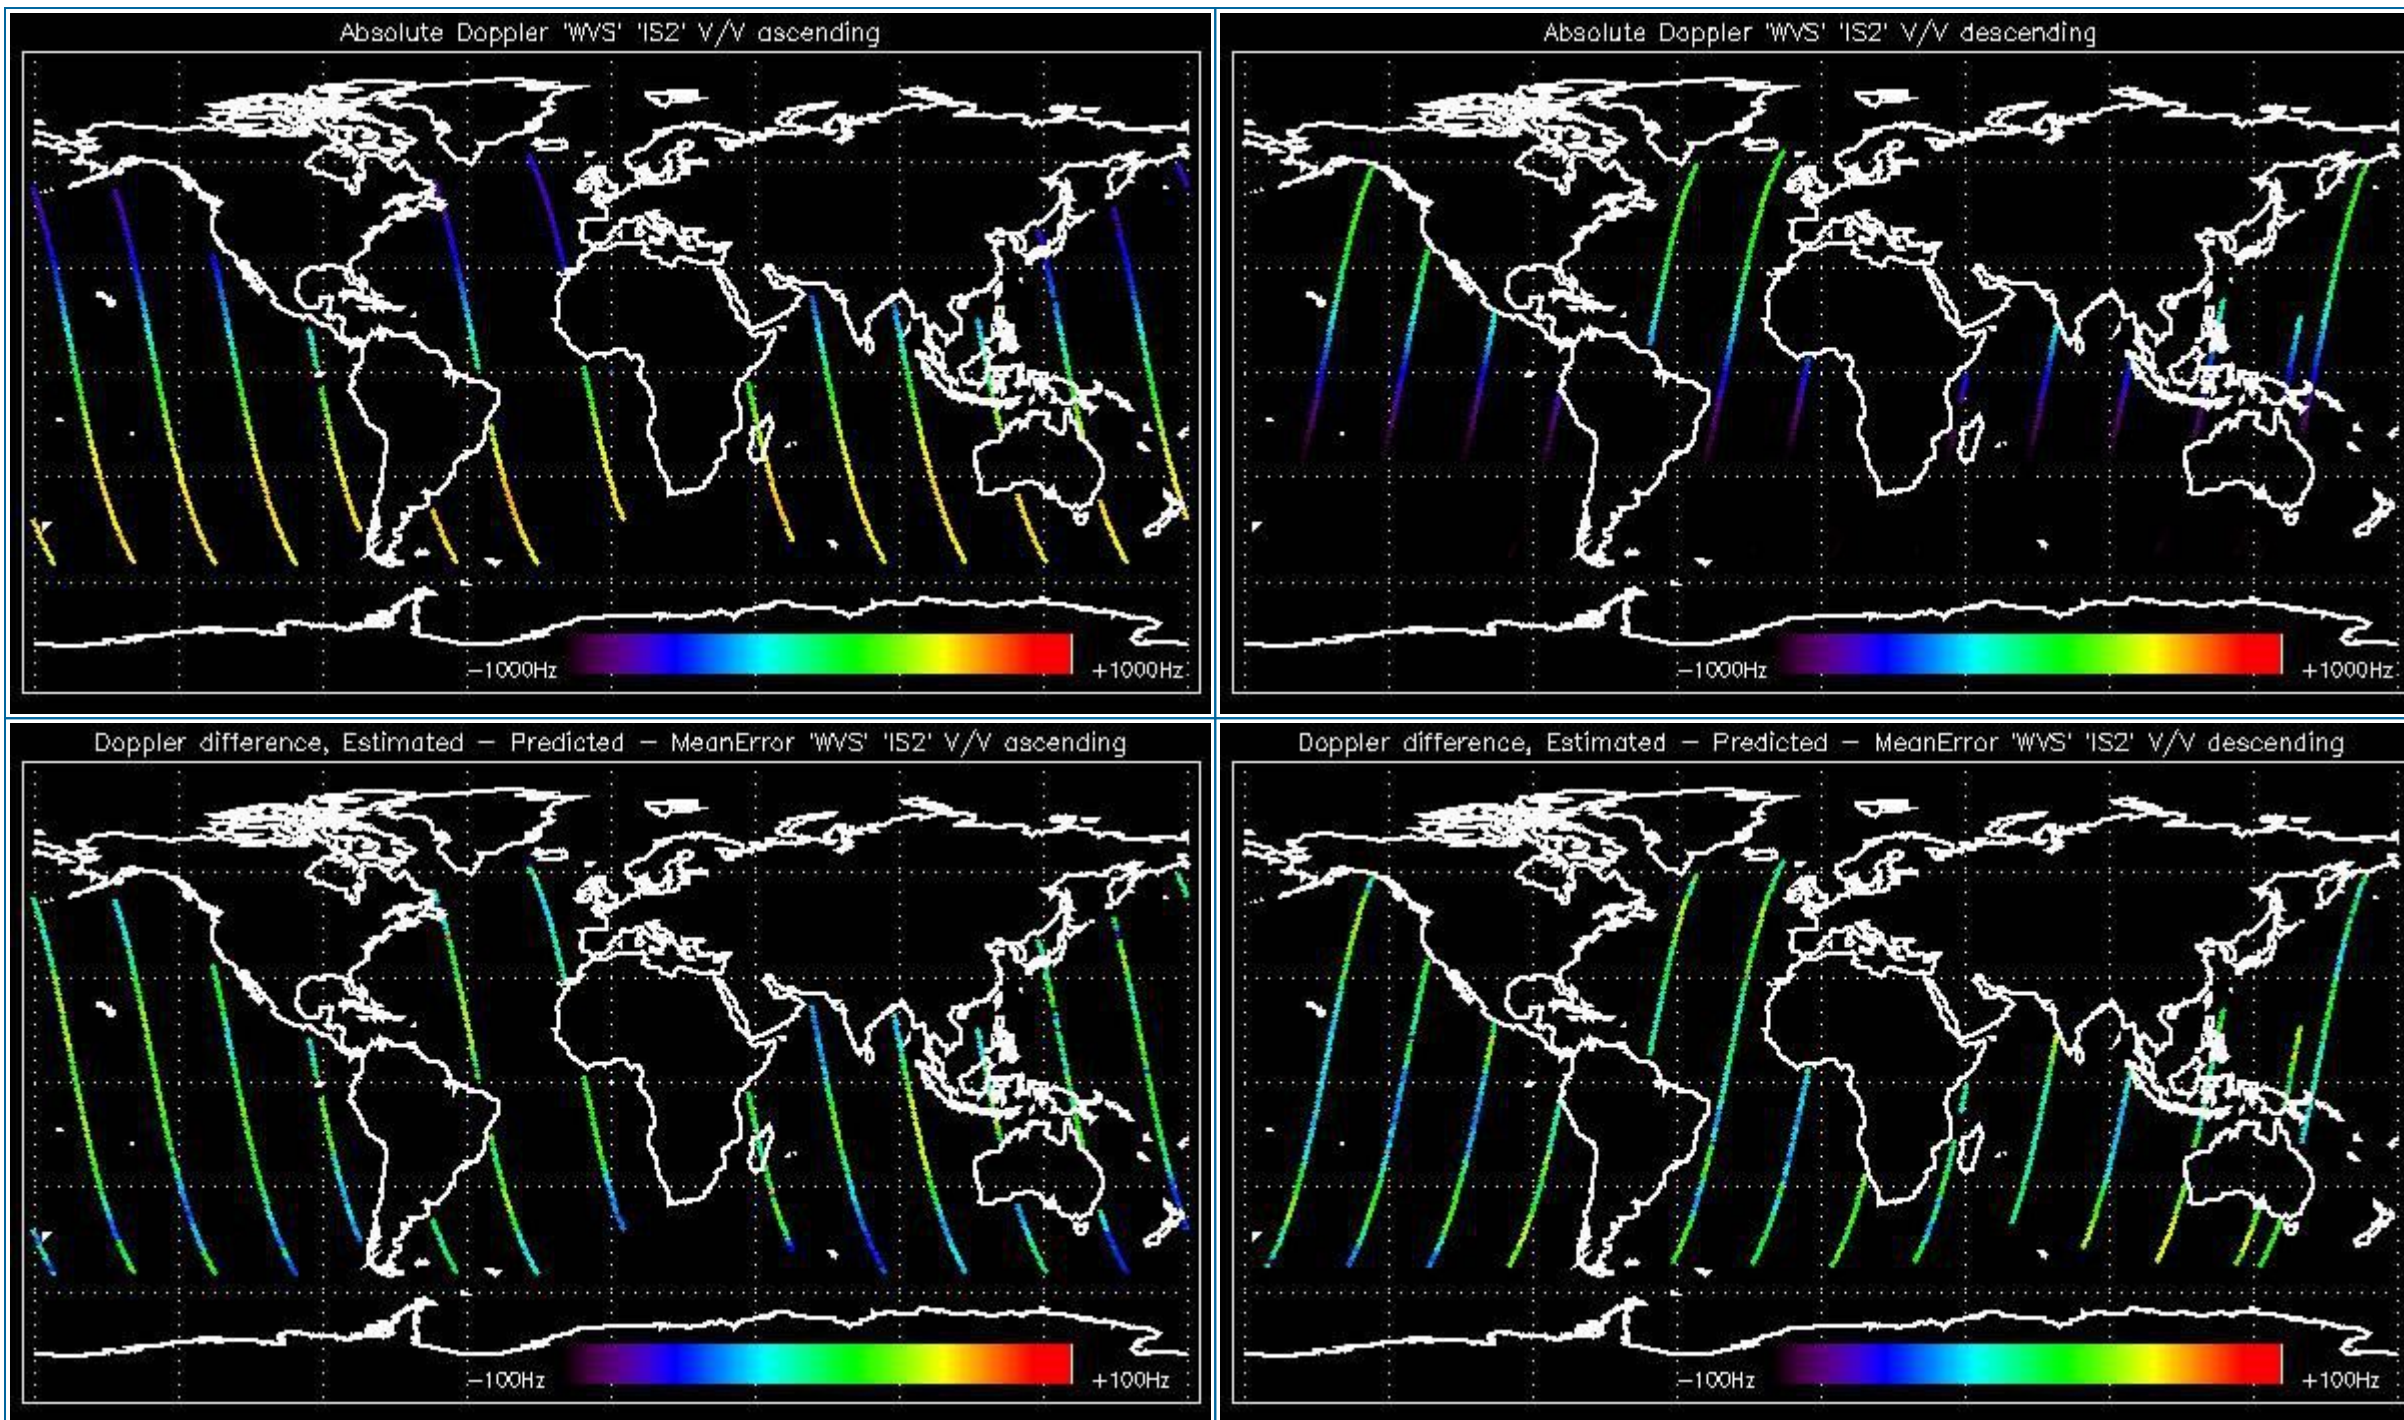 Absolute Doppler 'WVS' 'IS2' V/V ascending
-1000Hz
+1000Hz
Absolute Doppler 'WVS' 'IS2' V/V descending
-1000Hz
+1000Hz
Doppler difference, Estimated - Predicted - MeanError 'WVS' 'IS2' V/V ascending
-100Hz
+100Hz
Doppler difference, Estimated - Predicted - MeanError 'WVS' 'IS2' V/V descending
-100Hz
+100Hz